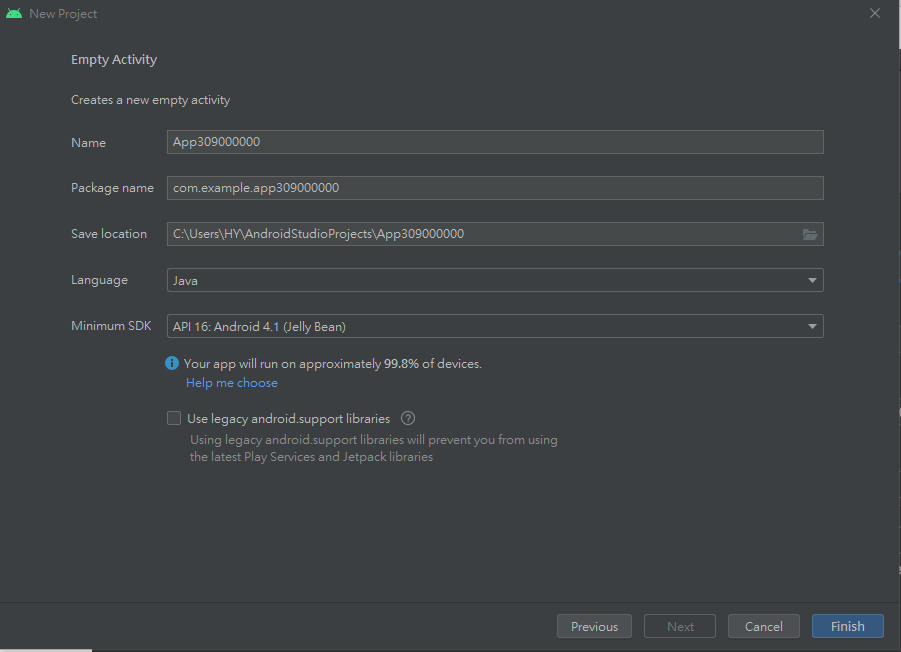 New Project
Empty Activity
Creates a new empty activity
Name App309000000
Package name com.example.app309000000
Save location C:\Users\HY\AndroidStudioProjects\App309000000
Language Java
Minimum SDK API 16: Android 4.1 (Jelly Bean)
Your app will run on approximately 99.8% of devices.
Help me choose
Use legacy android.support libraries ?
Using legacy android.support libraries will prevent you from using
the latest Play Services and Jetpack libraries
Previous Next Cancel Finish